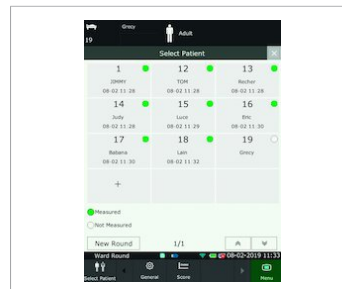 Grecy
Adult
19
Select Patient
1 12 13
JIMMY TOM Rechar
08-02 11:28 08-02 11:28 08-02 11:28
14 15 16
Judy Luce Eric
08-02 11:28 08-02 11:29 08-02 11:30
17 18 19
Babana Lain Grecy
08-02 11:30 08-02 11:32
+
Measured
Not Measured
New Round 1/1
Ward Round 08-02-2019 11:33
Select Patient General Score Menu